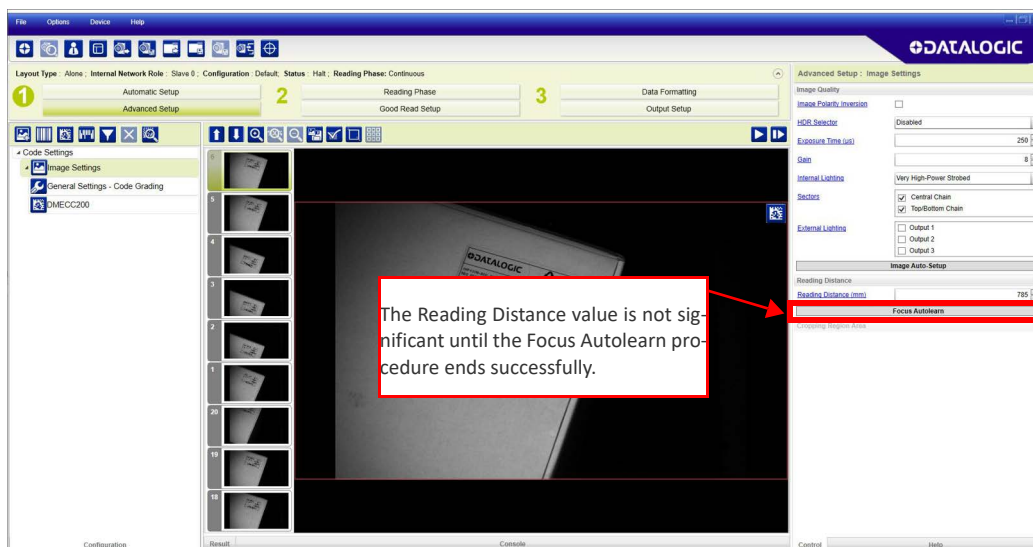 File Options Device Help
DATALOGIC
Layout Type : Alone ; Internal Network Role : Slave 0 ; Configuration : Default; Status : Halt ; Reading Phase: Continuous
1
Automatic Setup
Advanced Setup
2
Reading Phase
Good Read Setup
3
Data Formatting
Output Setup
Code Settings
Image Settings
General Settings - Code Grading
DMECC200
Configuration
6
5
4
3
2
1
20
19
18
Result
Console
DATALOGIC
The Reading Distance value is not sig-
nificant until the Focus Autolearn pro-
cedure ends successfully.
Advanced Setup : Image Settings
Image Quality
Image Polarity Inversion
HDR Selector Disabled
Exposure Time (µs) 250
Gain 8
Internal Lighting Very High-Power Strobed
Sectors Central Chain
Top/Bottom Chain
External Lighting Output 1
Output 2
Output 3
Image Auto-Setup
Reading Distance
Reading Distance (mm) 785
Focus Autolearn
Cropping Region Area
Control Help